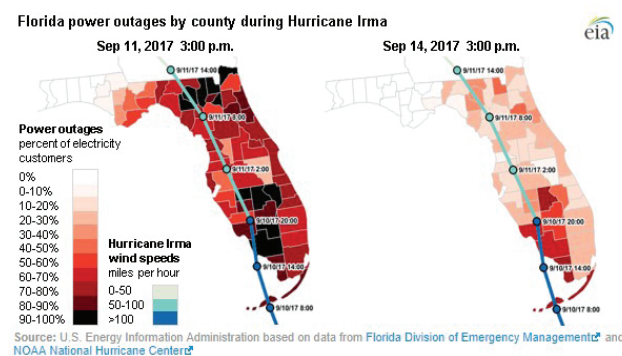 Florida power outages by county during Hurricane Irma
eia
Sep 11, 2017  3:00 p.m.
Sep 14, 2017  3:00 p.m.
9/11/17 14:00
9/11/17 8:00
9/11/17 2:00
9/10/17 20:00
9/10/17 14:00
9/10/17 8:00
9/11/17 14:00
9/11/17 8:00
9/11/17 2:00
9/10/17 20:00
9/10/17 14:00
9/10/17 8:00
Power outages
percent of electricity
customers
0%
0-10%
10-20%
20-30%
30-40%
40-50%
50-60%
60-70%
70-80%
80-90%
90-100%
Hurricane Irma
wind speeds
miles per hour
0-50
50-100
>100
Source: U.S. Energy Information Administration based on data from Florida Division of Emergency Management and
NOAA National Hurricane Center